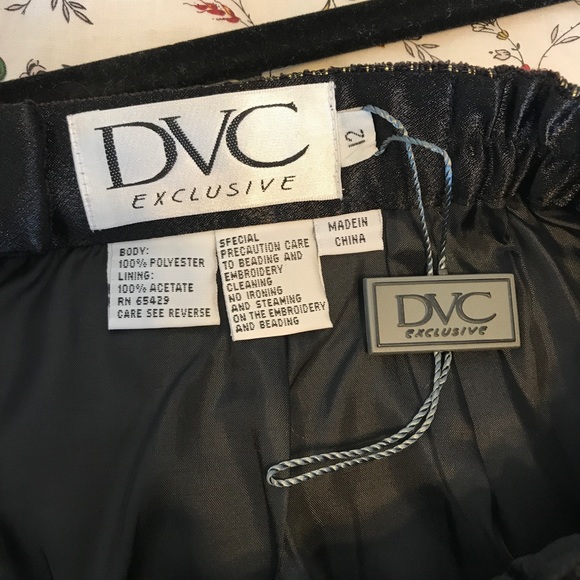 DVC
EXCLUSIVE
12
BODY:
100% POLYESTER
LINING:
100% ACETATE
RN 65429
CARE SEE REVERSE
SPECIAL
PRECAUTION CARE
TO BEADING AND
EMBROIDERY
CLEANING
NO IRONING
AND STEAMING
ON THE EMBROIDERY
AND BEADING
MADE IN
CHINA
DVC
EXCLUSIVE